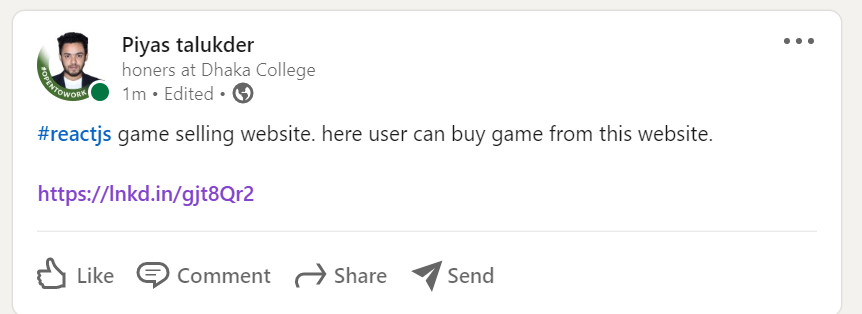 Piyas talukder
honers at Dhaka College
1m • Edited •
#OPENTOWORK
#reactjs game selling website. here user can buy game from this website.
https://lnkd.in/gjt8Qr2
Like Comment Share Send